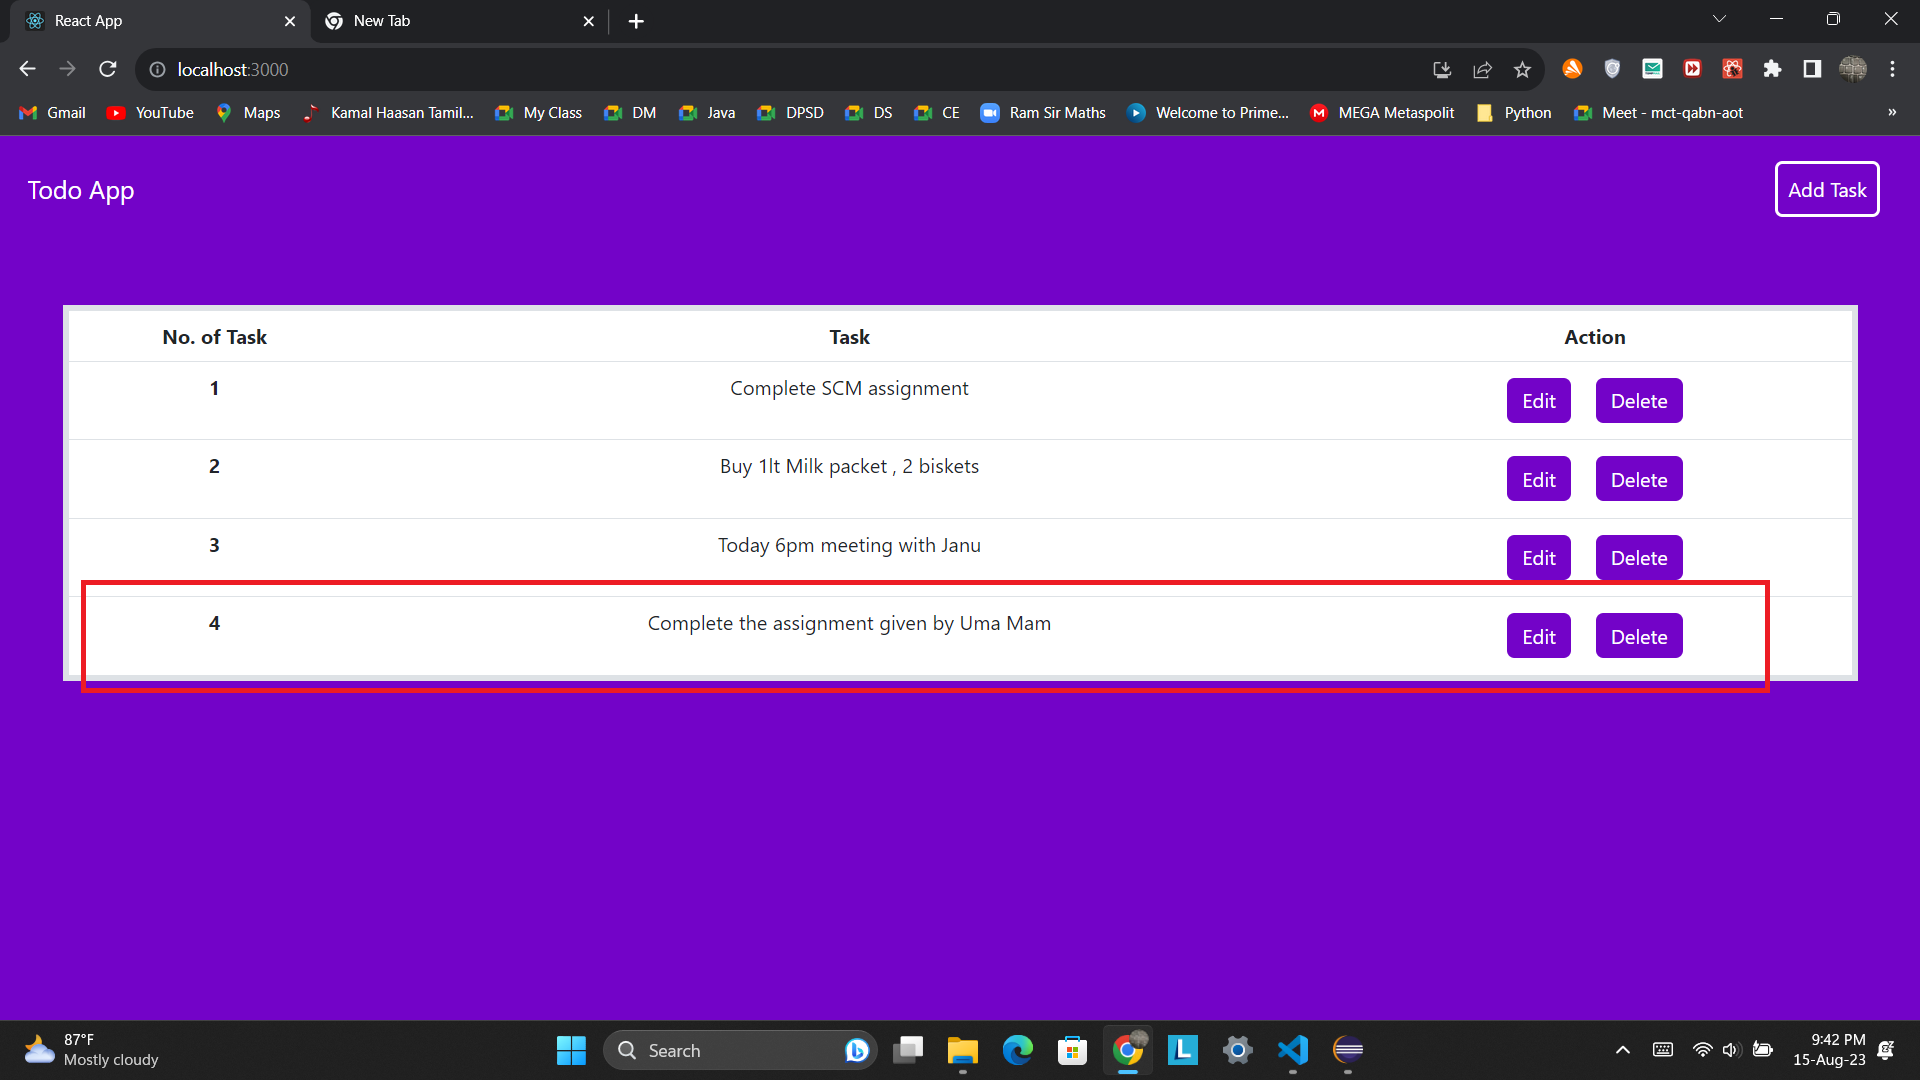 React App
New Tab
localhost:3000
Gmail
YouTube
Maps
Kamal Haasan Tamil...
My Class
DM
Java
DPSD
DS
CE
Ram Sir Maths
Welcome to Prime...
MEGA Metaspolit
Python
Meet - mct-qabn-aot
»
Todo App
Add Task
No. of Task Task Action
1 Complete SCM assignment Edit Delete
2 Buy 1lt Milk packet , 2 biskets Edit Delete
3 Today 6pm meeting with Janu Edit Delete
4 Complete the assignment given by Uma Mam Edit Delete
87°F
Mostly cloudy
Search
9:42 PM
15-Aug-23